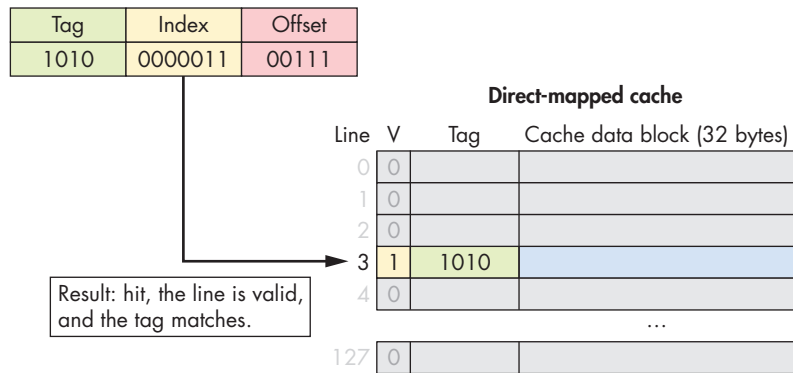 Tag Index Offset
1010 0000011 00111
Direct-mapped cache
Line V Tag Cache data block (32 bytes)
0 0
1 0
2 0
3 1 1010
4 0
Result: hit, the line is valid,
and the tag matches.
...
127 0